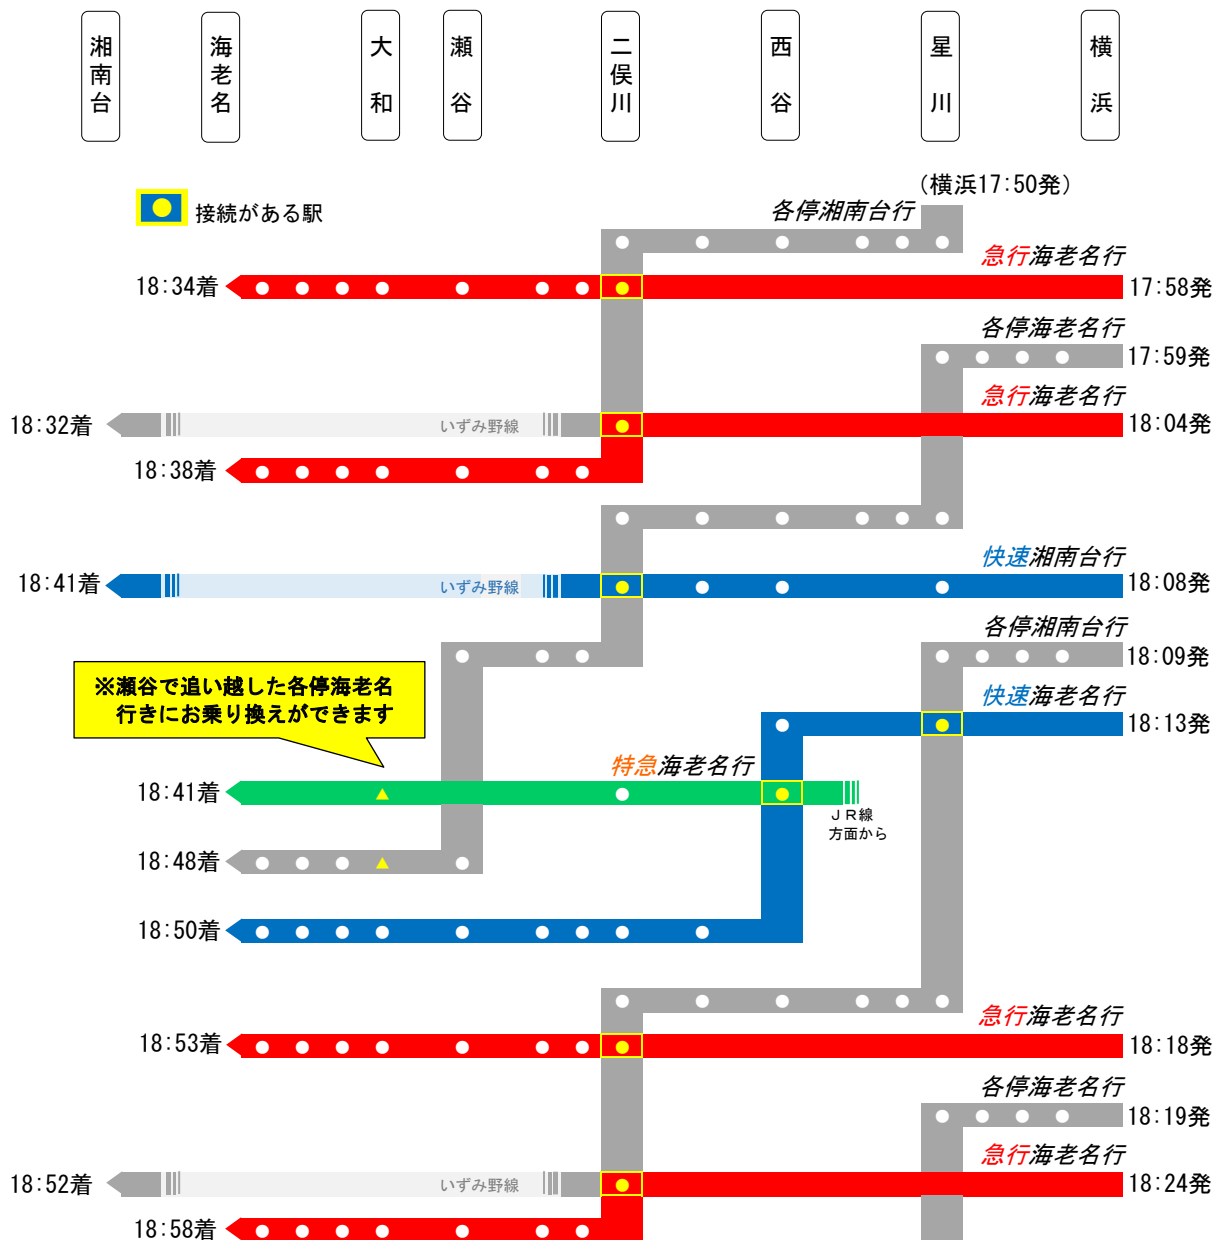 湘南台
海老名
大和
瀬谷
二俣川
西谷
星川
横浜
(横浜17:50発)
接続がある駅
各停湘南台行
急行海老名行
18:34着
17:58発
各停海老名行
17:59発
急行海老名行
18:32着
いずみ野線
18:04発
18:38着
快速湘南台行
18:41着
いずみ野線
18:08発
各停湘南台行
18:09発
※瀬谷で追い越した各停海老名
行きにお乗り換えができます
快速海老名行
18:13発
特急海老名行
18:41着
JR線
方面から
18:48着
18:50着
急行海老名行
18:53着
18:18発
各停海老名行
18:19発
急行海老名行
18:52着
いずみ野線
18:24発
18:58着